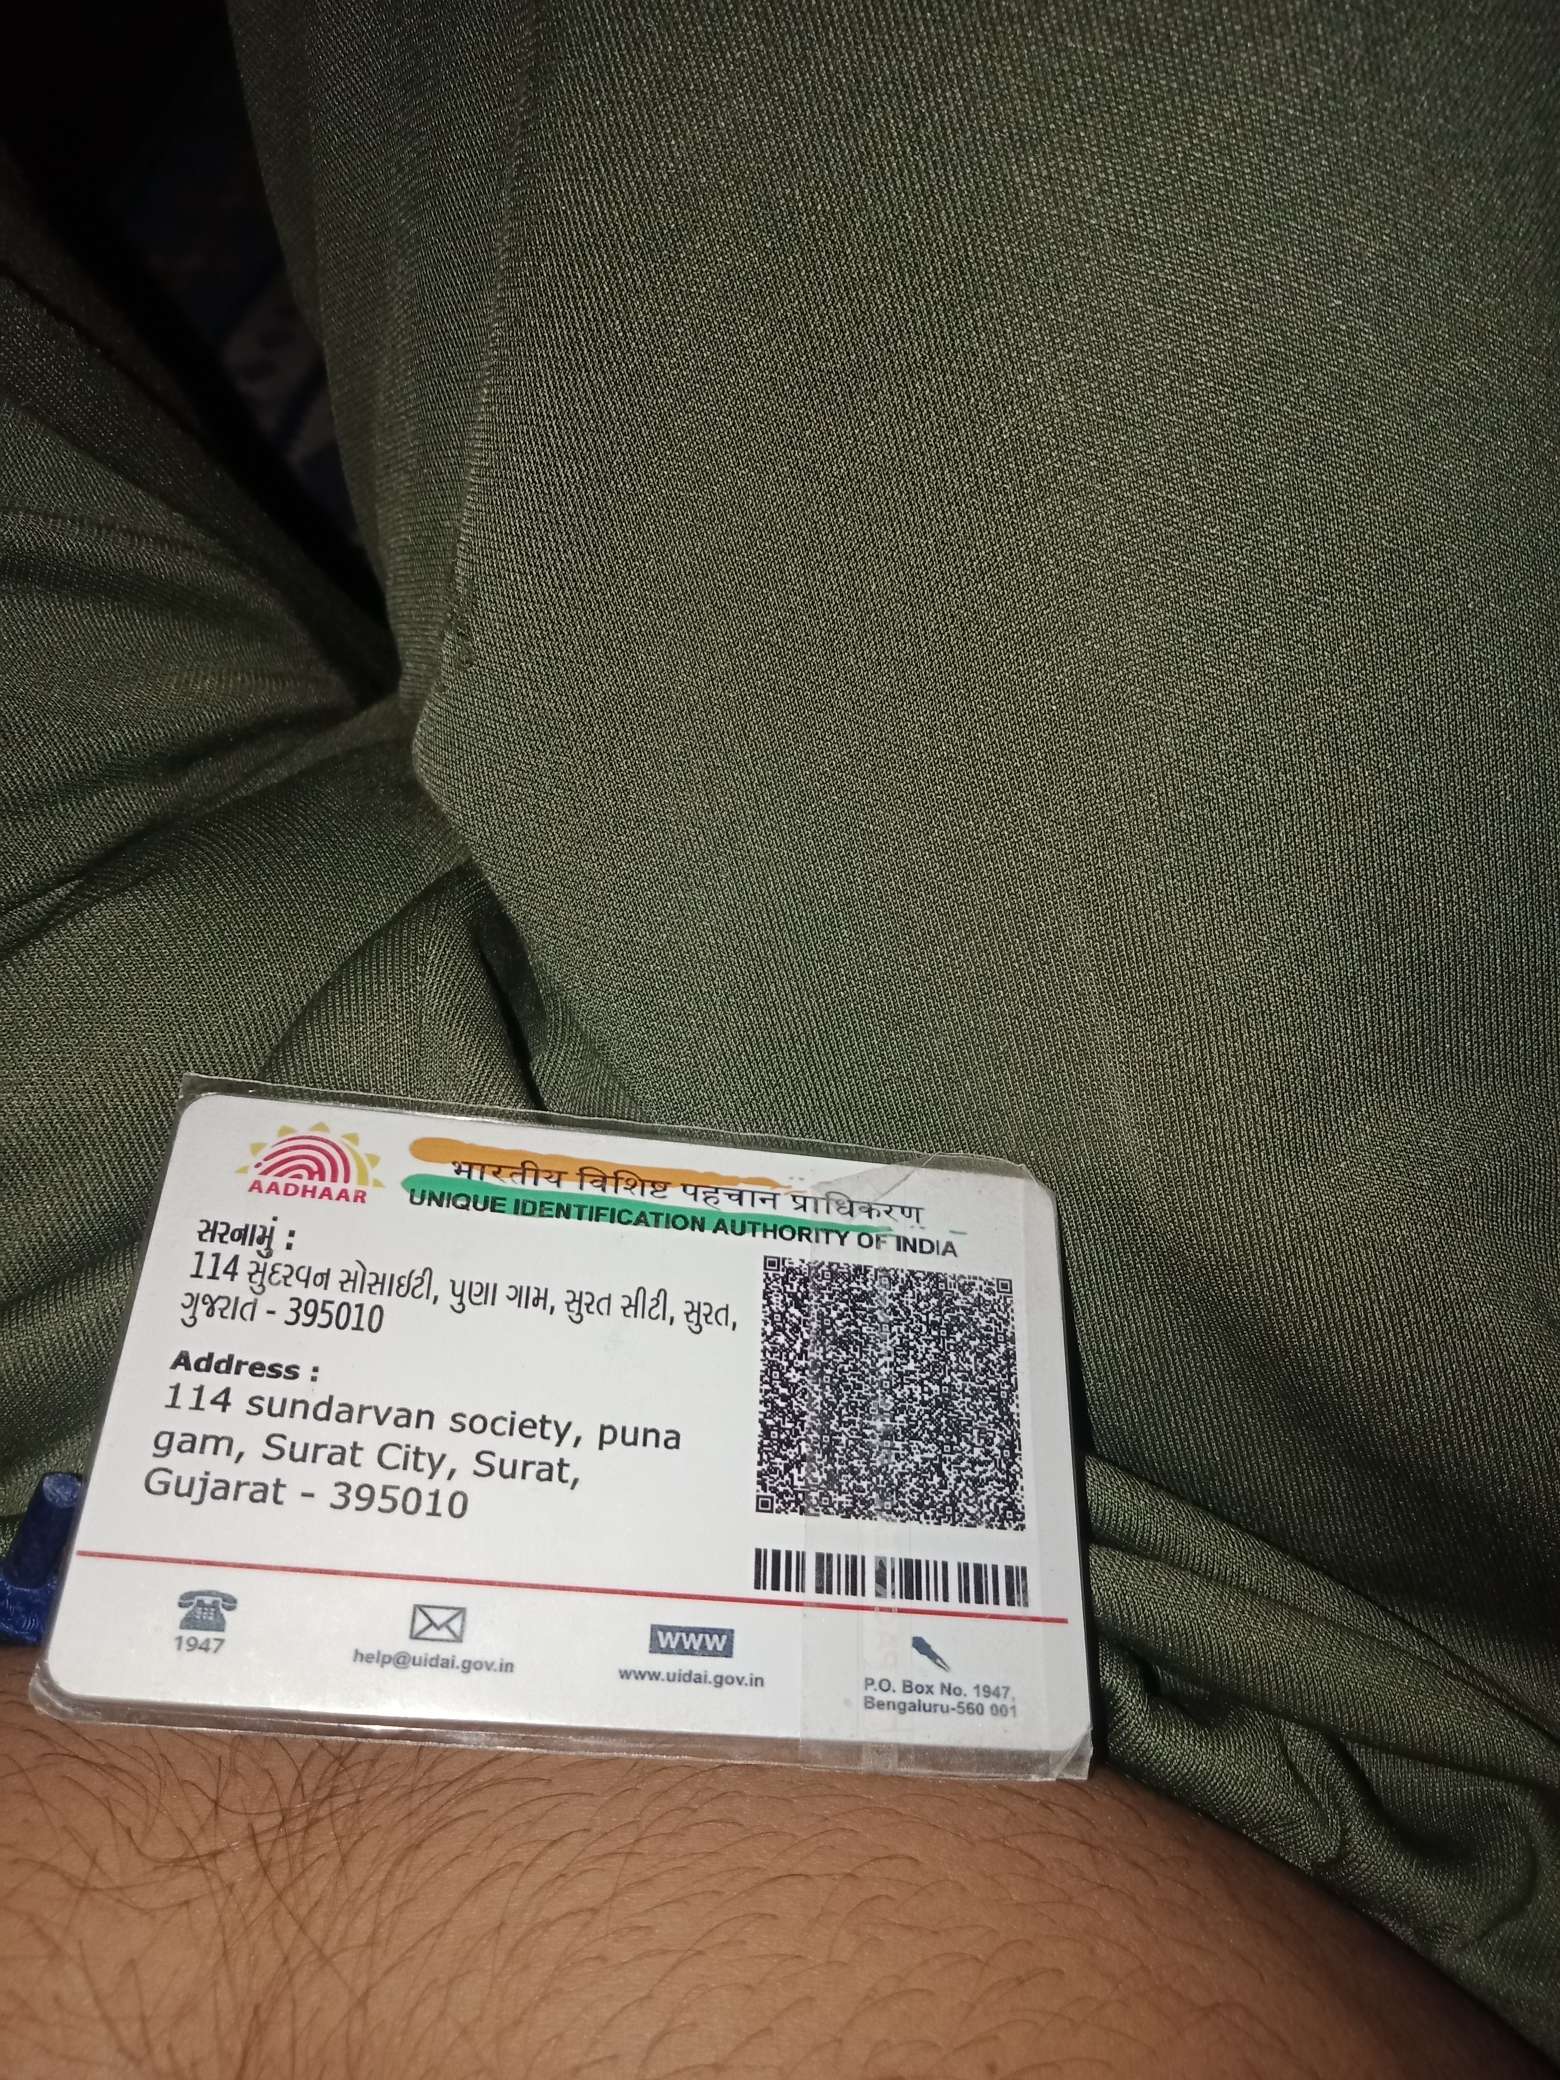 AADHAAR
भारतीय विशिष्ट पहचान प्राधिकरण
UNIQUE IDENTIFICATION AUTHORITY OF INDIA
સરનામું :
114 સુંદરવન સોસાઇટી, પુણા ગામ, સુરત સીટી, સુરત,
ગુજરાત - 395010
Address :
114 sundarvan society, puna
gam, Surat City, Surat,
Gujarat - 395010
1947
help@uidai.gov.in
www
www.uidai.gov.in
P.O. Box No. 1947,
Bengaluru-560 001